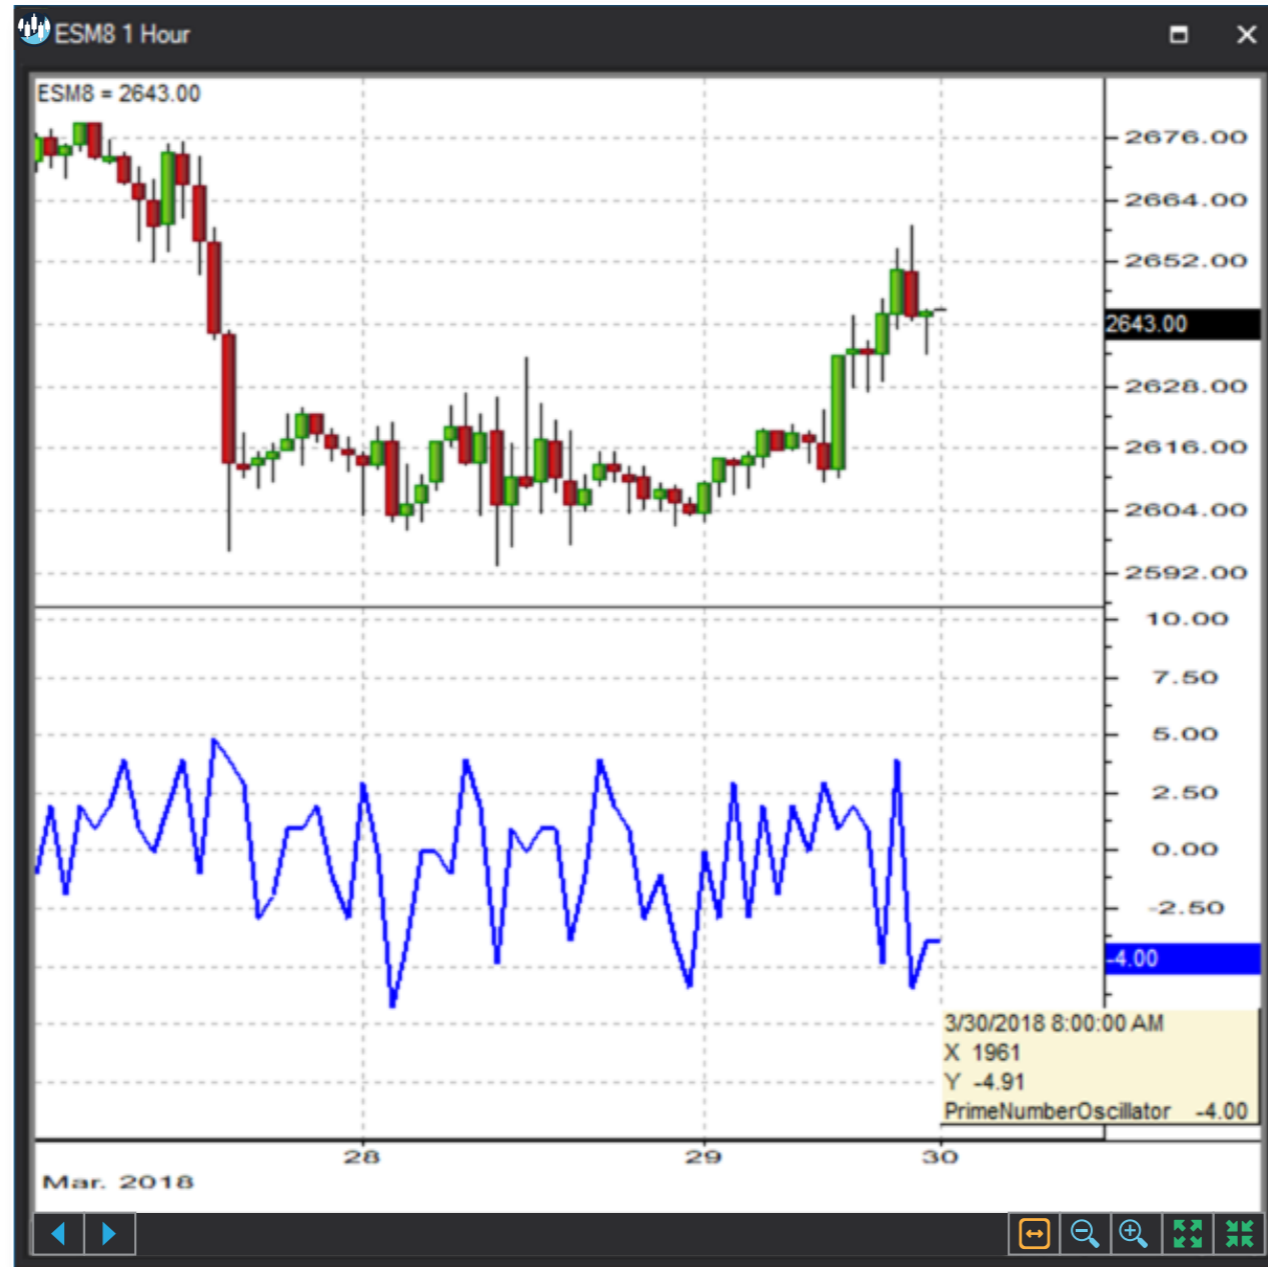 ESM8 1 Hour
ESM8 = 2643.00
2676.00
2664.00
2652.00
2643.00
2628.00
2616.00
2604.00
2592.00
10.00
7.50
5.00
2.50
0.00
-2.50
-4.00
3/30/2018 8:00:00 AM
X 1961
Y -4.91
PrimeNumberOscillator -4.00
28 29 30
Mar. 2018